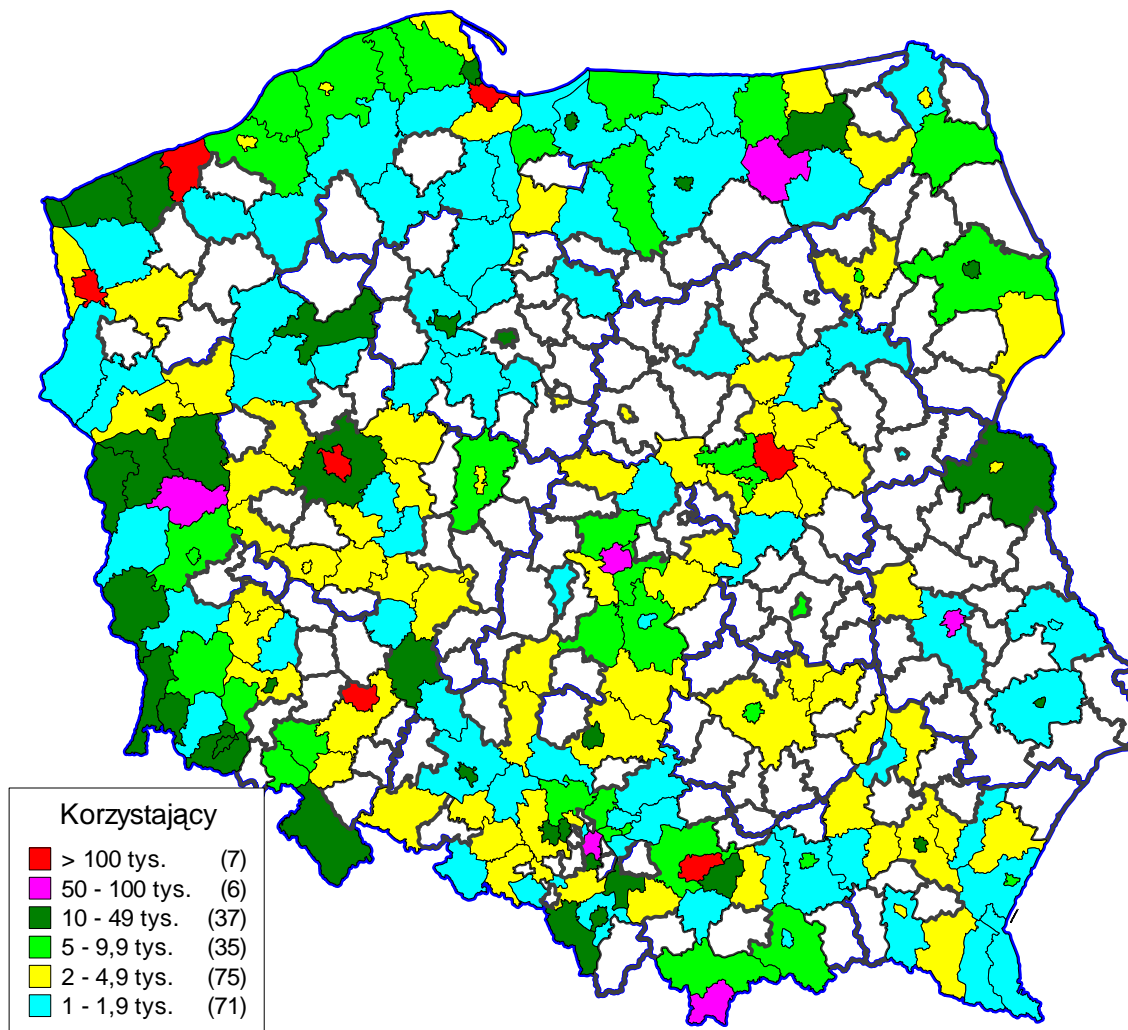 Korzystający
> 100 tys. (7)
50 - 100 tys. (6)
10 - 49 tys. (37)
5 - 9,9 tys. (35)
2 - 4,9 tys. (75)
1 - 1,9 tys. (71)